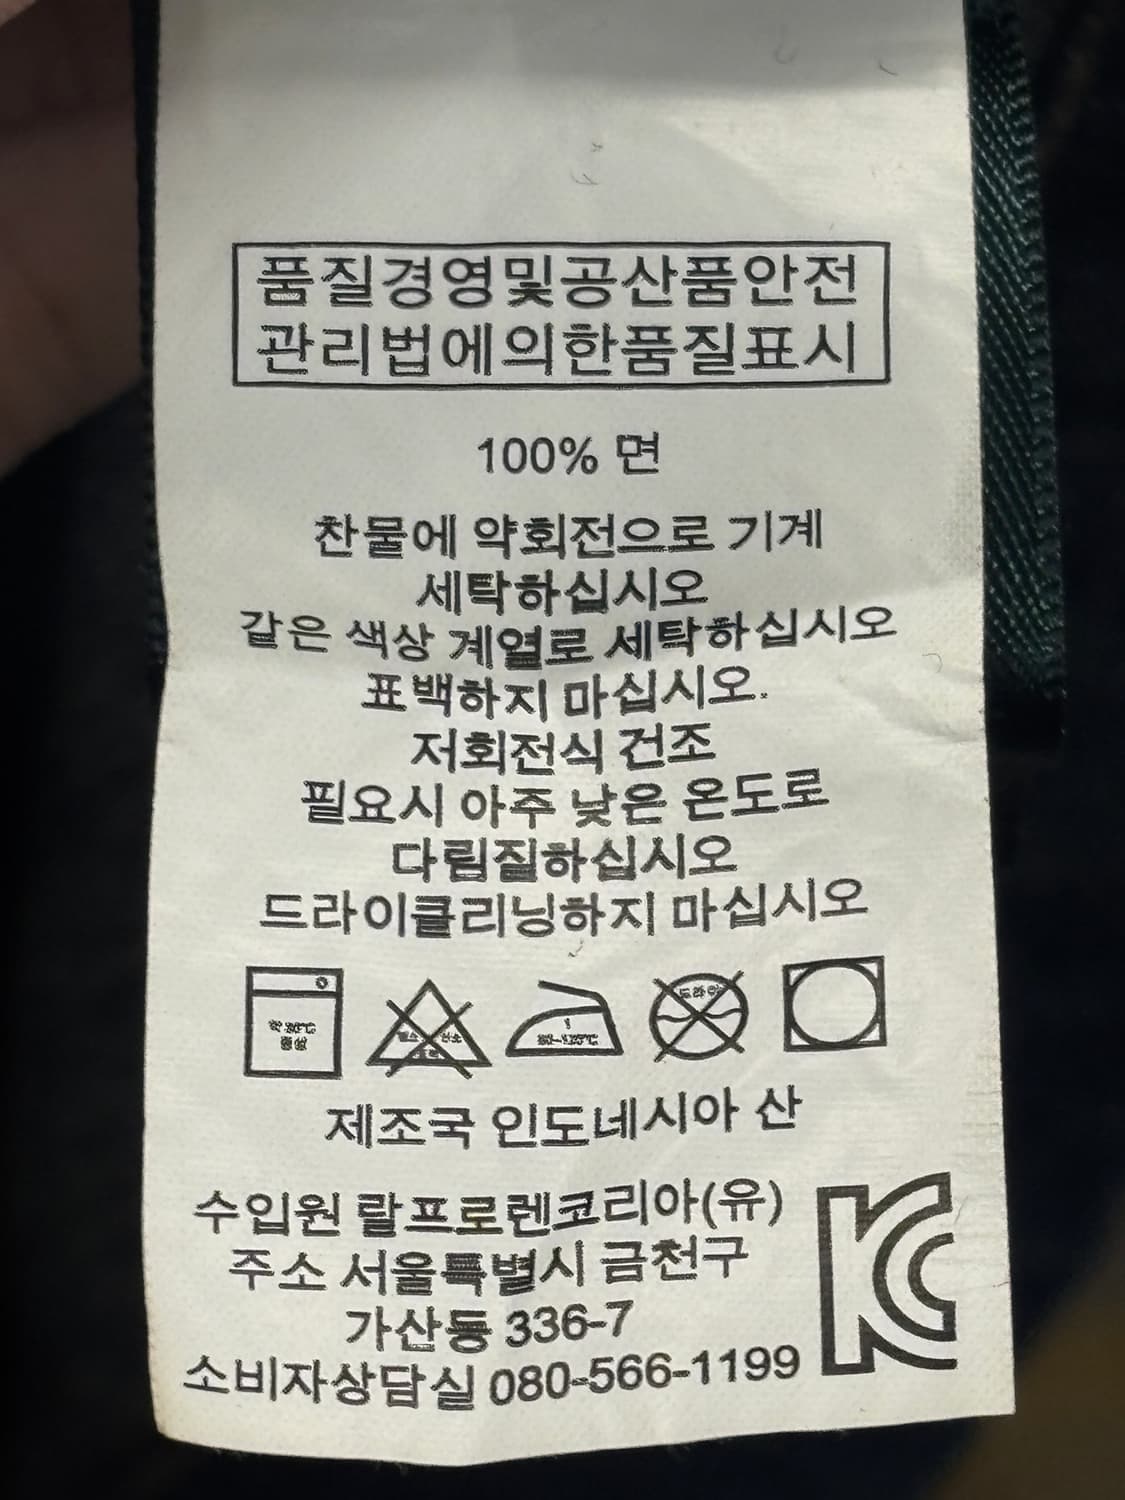 품질경영및공산품안전
관리법에의한품질표시
100% 면
찬물에 약회전으로 기계
세탁하십시오
같은 색상 계열로 세탁하십시오
표백하지 마십시오.
저회전식 건조
필요시 아주 낮은 온도로
다림질하십시오
드라이클리닝하지 마십시오
제조국 인도네시아 산
수입원 랄프로렌코리아(유)
주소 서울특별시 금천구
가산동 336-7
소비자상담실 080-566-1199
KC